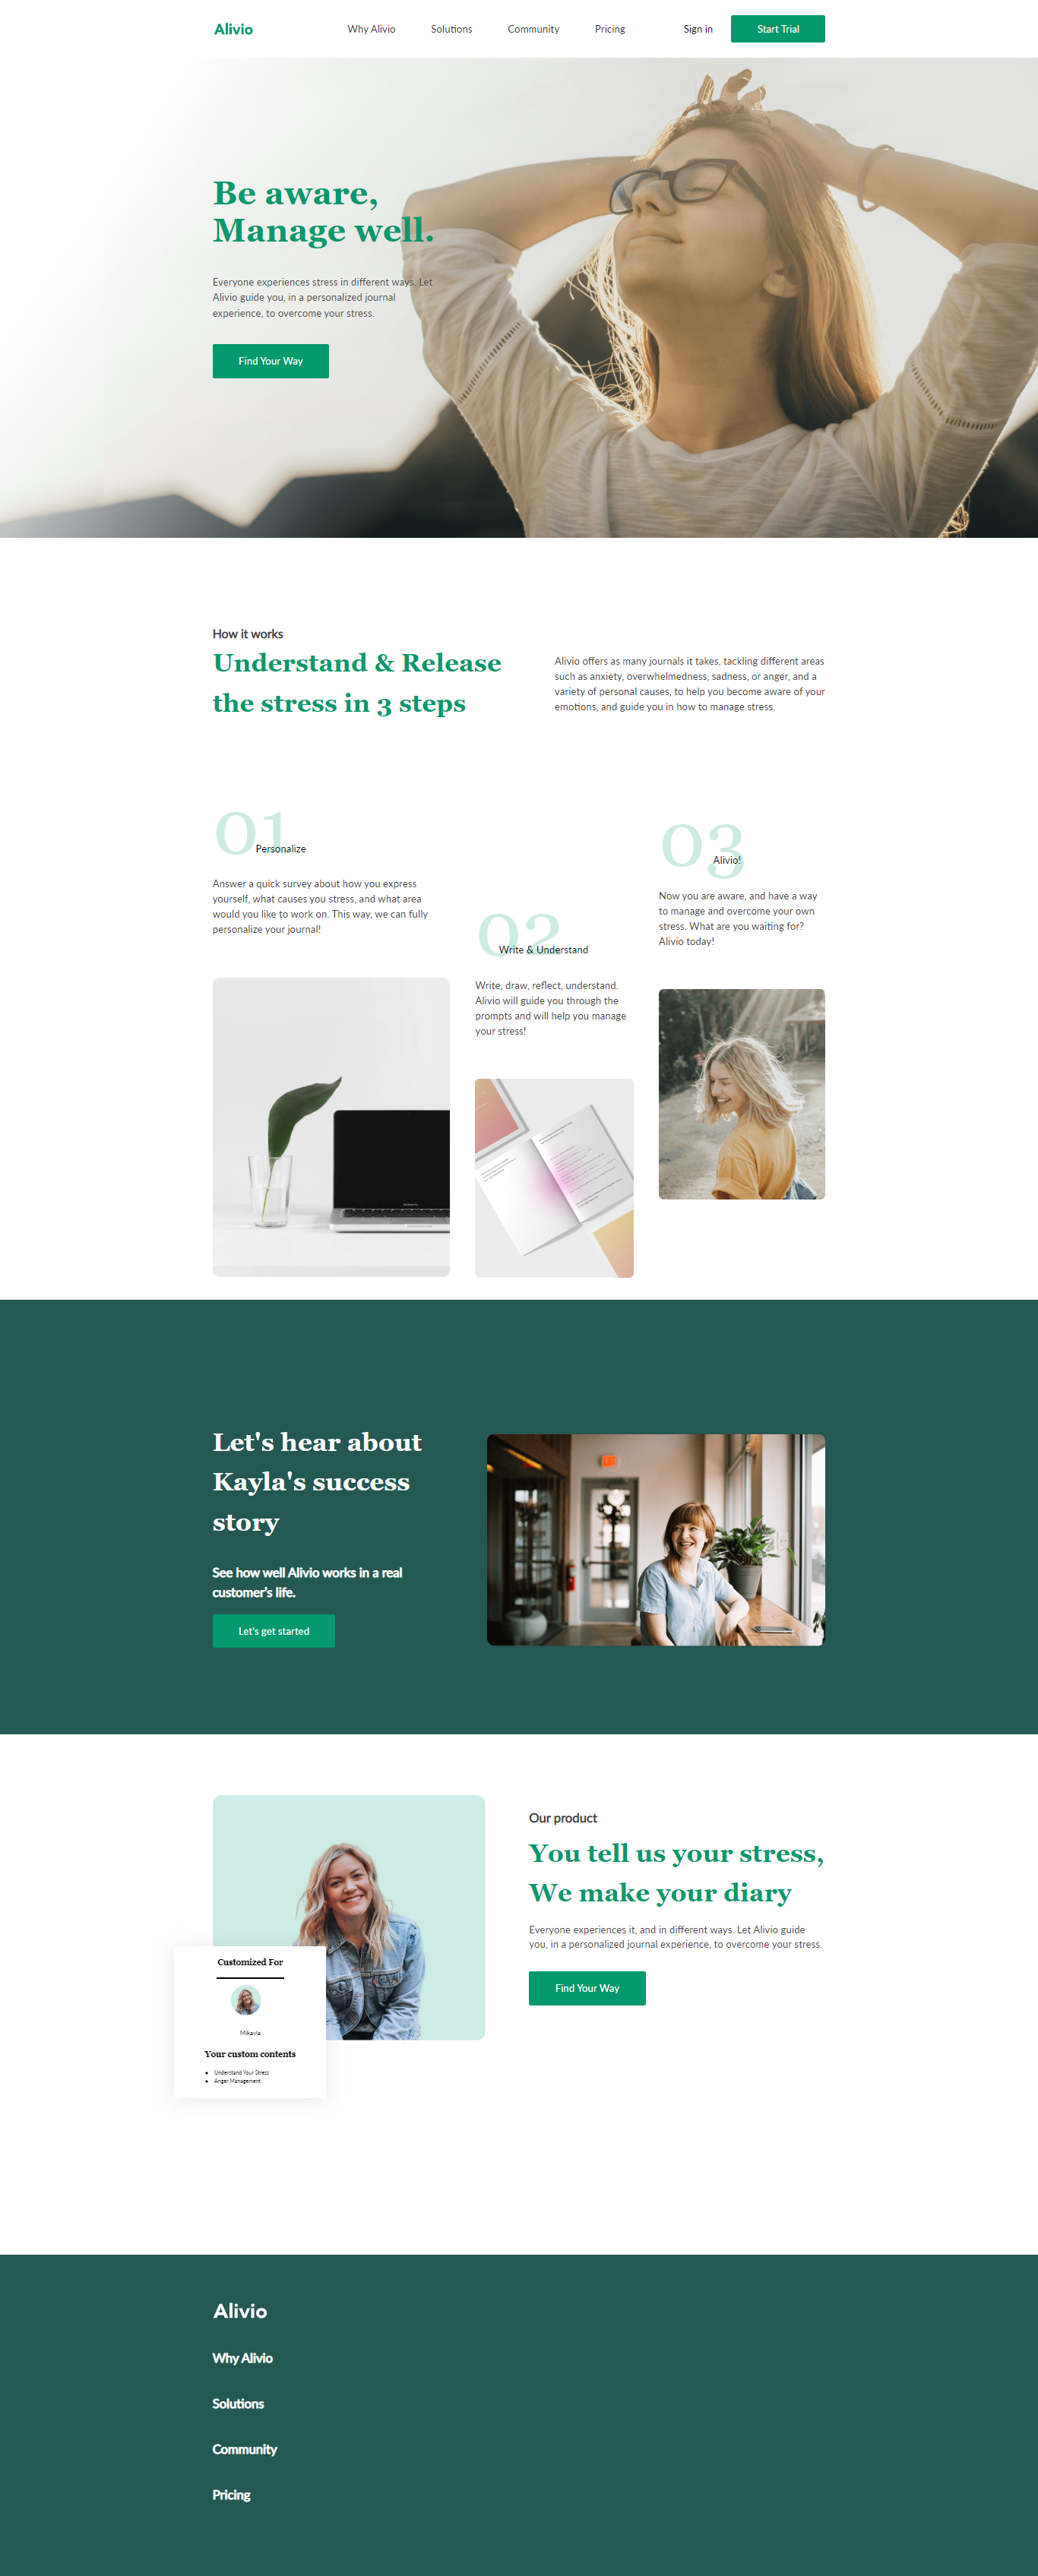 Alivio
Why Alivio
Solutions
Community
Pricing
Sign in
Start Trial
Be aware,
Manage well.
Everyone experiences stress in different ways. Let
Alivio guide you, in a personalized journal
experience, to overcome your stress.
Find Your Way
How it works
Understand & Release
the stress in 3 steps
Alivio offers as many journals it takes, tackling different areas
such as anxiety, overwhelmedness, sadness, or anger, and a
variety of personal causes, to help you become aware of your
emotions, and guide you in how to manage stress.
01
Personalize
Answer a quick survey about how you express
yourself, what causes you stress, and what area
would you like to work on. This way, we can fully
personalize your journal!
02
Write & Understand
Write, draw, reflect, understand.
Alivio will guide you through the
prompts and will help you manage
your stress!
03
Alivio!
Now you are aware, and have a way
to manage and overcome your own
stress. What are you waiting for?
Alivio today!
Let's hear about
Kayla's success
story
See how well Alivio works in a real
customer's life.
Let's get started
Our product
You tell us your stress,
We make your diary
Everyone experiences it, and in different ways. Let Alivio guide
you, in a personalized journal experience, to overcome your stress.
Find Your Way
Customized For
Mikayla
Your custom contents
Understand Your Stress
Anger Management
Alivio
Why Alivio
Solutions
Community
Pricing